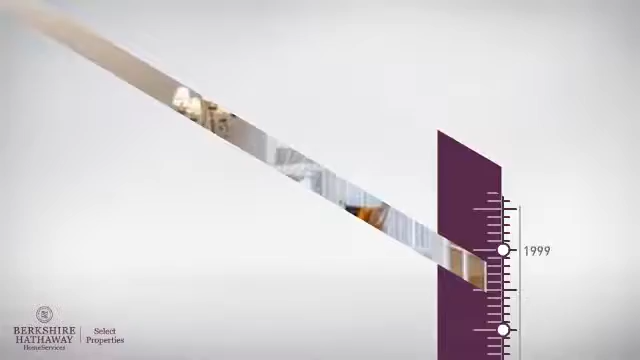 1999
BERKSHIRE
HATHAWAY
HomeServices
Select
Properties